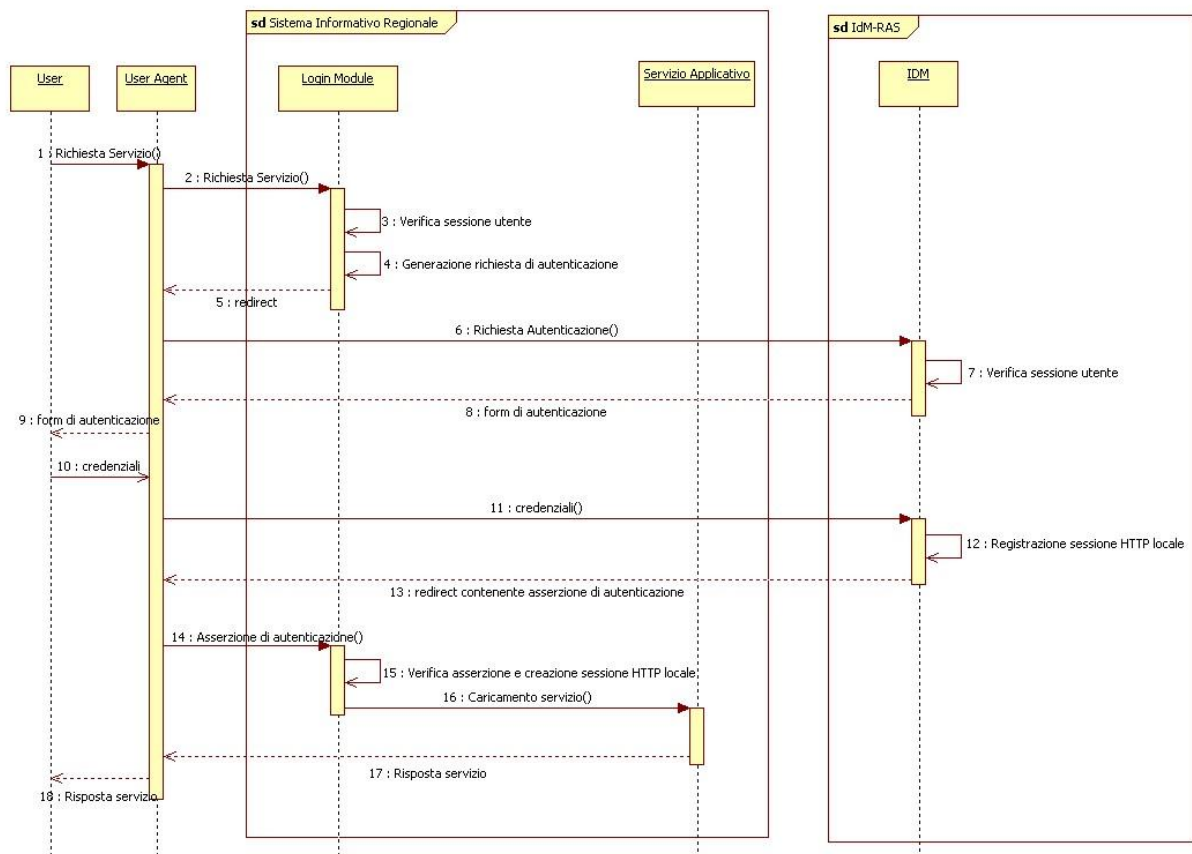 sd Sistema Informativo Regionale
sd IdM-RAS
User
User Agent
Login Module
Servizio Applicativo
IDM
1 : Richiesta Servizio()
2 : Richiesta Servizio()
3 : Verifica sessione utente
4 : Generazione richiesta di autenticazione
5 : redirect
6 : Richiesta Autenticazione()
7 : Verifica sessione utente
8 : form di autenticazione
9 : form di autenticazione
10 : credenziali
11 : credenziali()
12 : Registrazione sessione HTTP locale
13 : redirect contenente asserzione di autenticazione
14 : Asserzione di autenticazione()
15 : Verifica asserzione e creazione sessione HTTP locale
16 : Caricamento servizio()
17 : Risposta servizio
18 : Risposta servizio